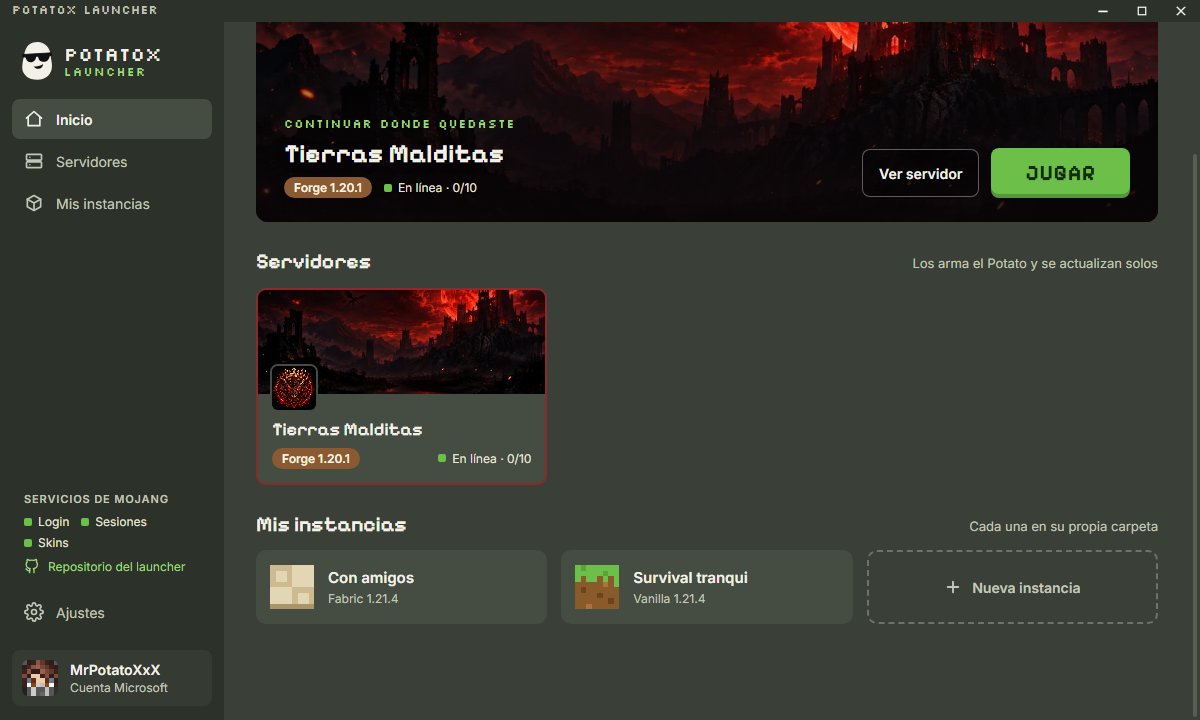 POTATOX LAUNCHER
POTATOX
LAUNCHER
Inicio
Servidores
Mis instancias
SERVICIOS DE MOJANG
Login
Sesiones
Skins
Repositorio del launcher
Ajustes
MrPotatoXxX
Cuenta Microsoft
CONTINUAR DONDE QUEDASTE
Tierras Malditas
Forge 1.20.1
En línea · 0/10
Ver servidor
JUGAR
Servidores
Los arma el Potato y se actualizan solos
Tierras Malditas
Forge 1.20.1
En línea · 0/10
Mis instancias
Cada una en su propia carpeta
Con amigos
Fabric 1.21.4
Survival tranqui
Vanilla 1.21.4
+ Nueva instancia